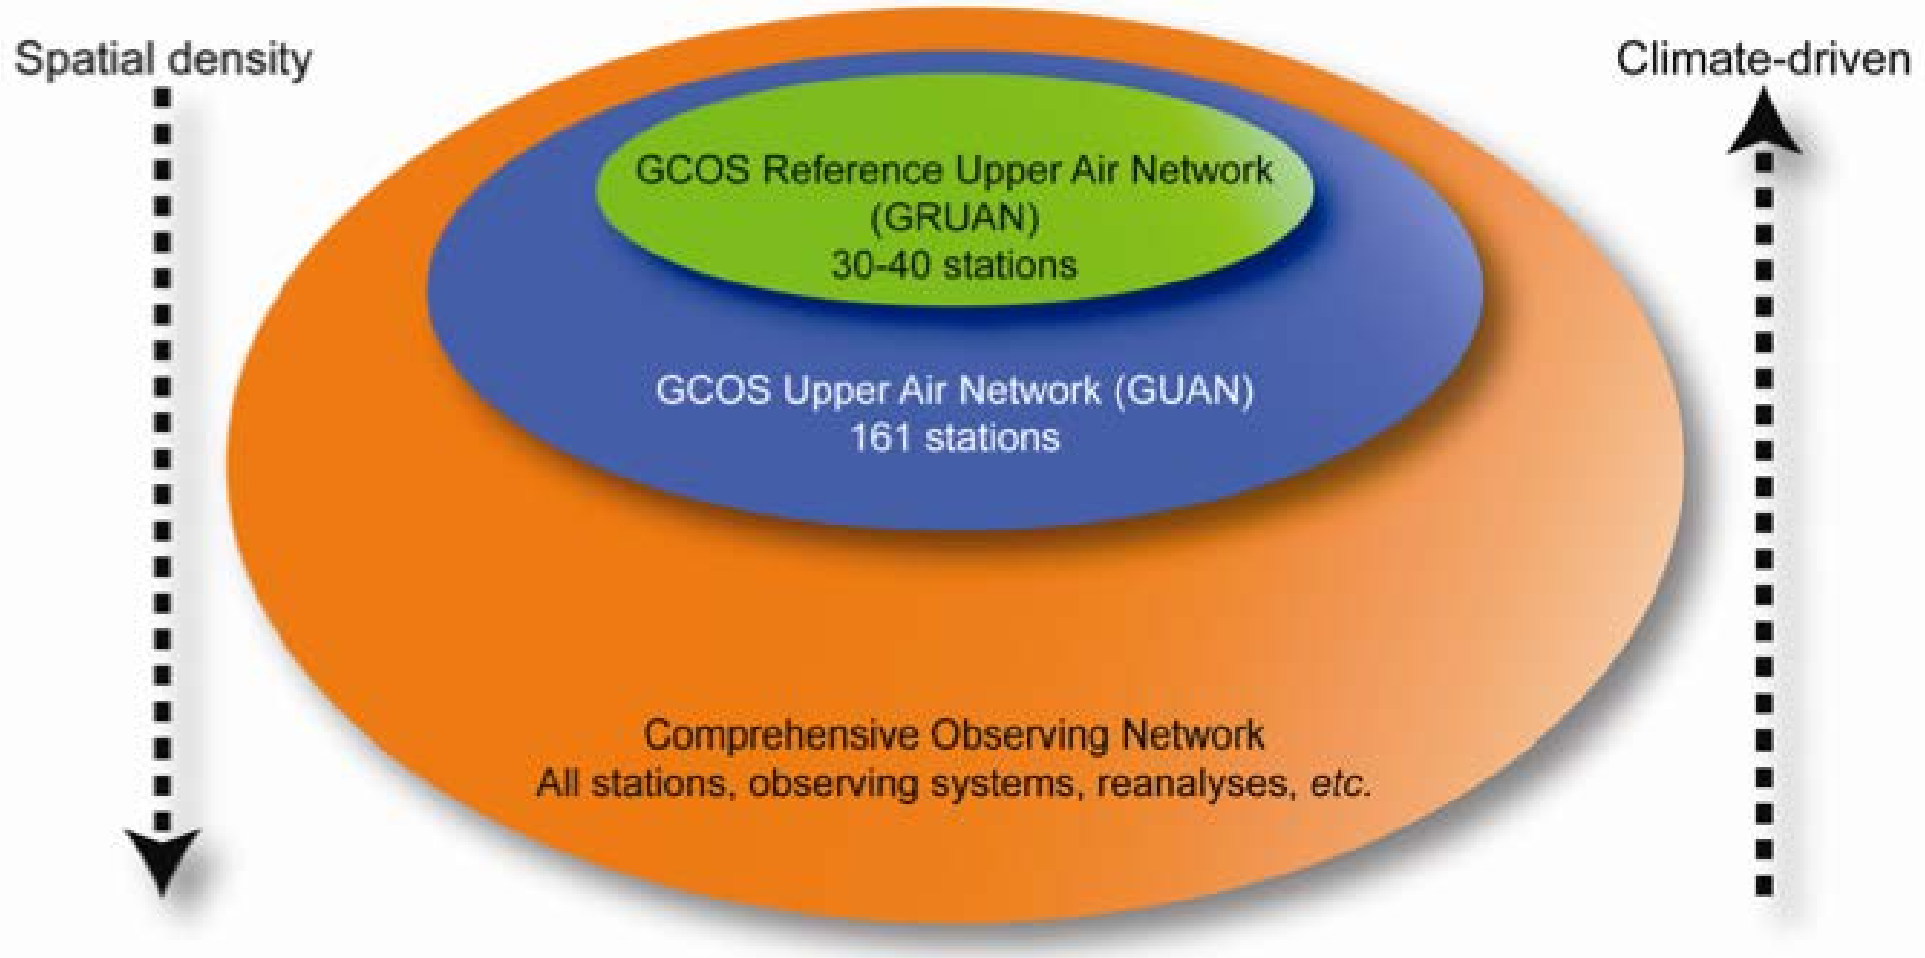 Spatial density
Climate-driven
GCOS Reference Upper Air Network
(GRUAN)
30-40 stations
GCOS Upper Air Network (GUAN)
161 stations
Comprehensive Observing Network
All stations, observing systems, reanalyses, etc.